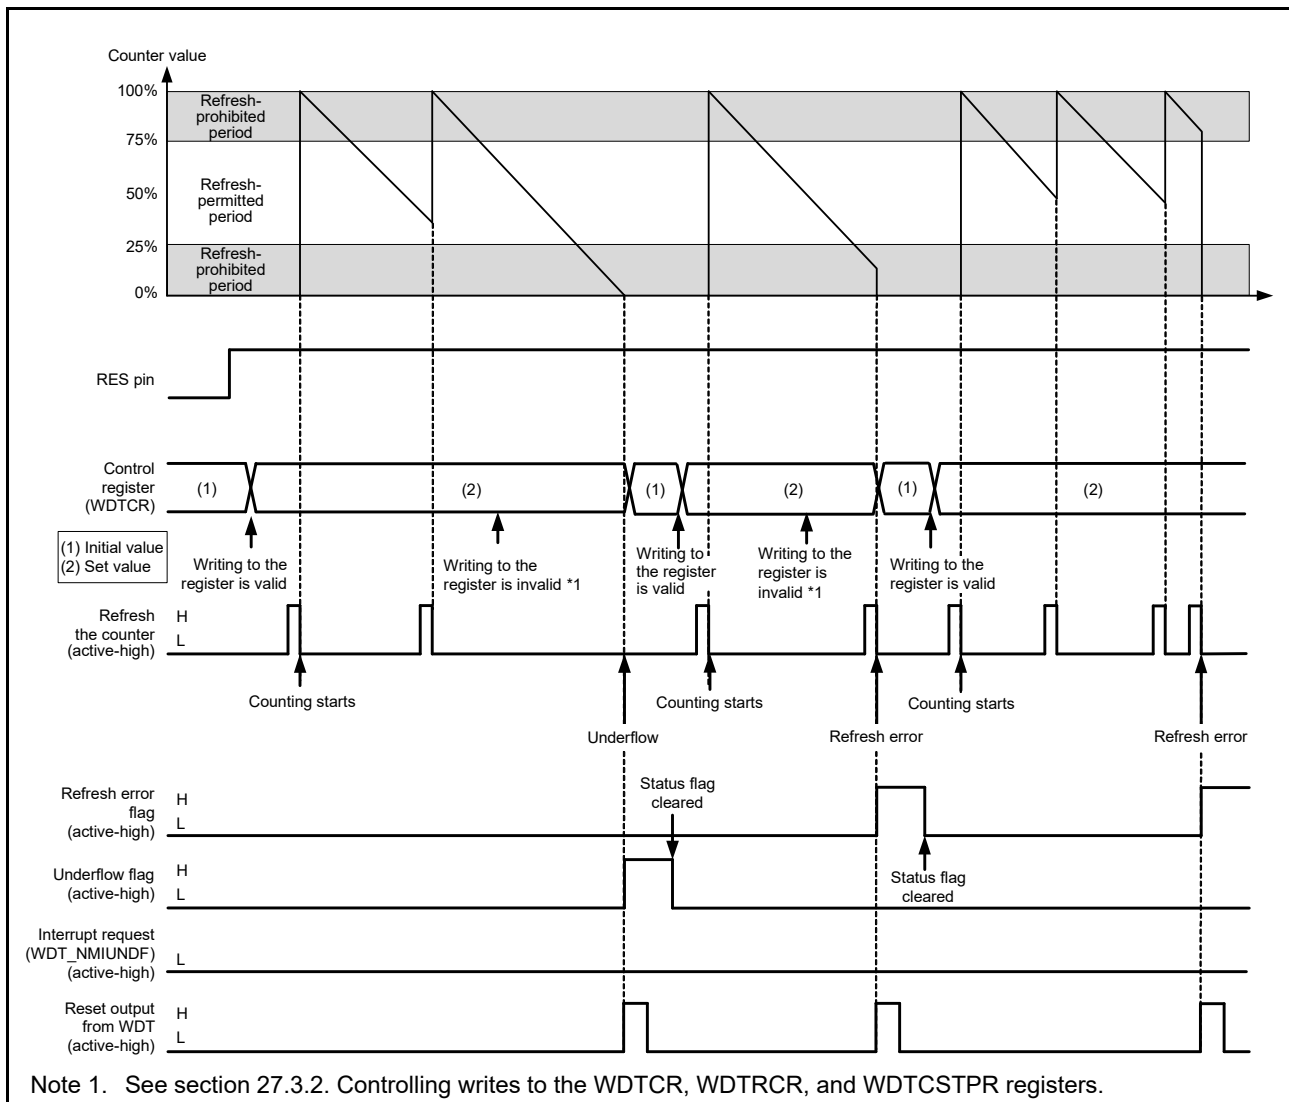 Counter value
100%
Refresh-
prohibited
period
75%
Refresh-
permitted
period
50%
25%
Refresh-
prohibited
period
0%
RES pin
Control
register
(WDTCR)
(1)
(2)
(1)
(2)
(1)
(2)
(1) Initial value
(2) Set value
Writing to the
register is valid
Writing to the
register is invalid *1
Writing to
the register
is valid
Writing to the
register is
invalid *1
Writing to the
register is valid
Refresh
the counter
(active-high)
H
L
Counting starts
Counting starts
Counting starts
Underflow
Refresh error
Refresh error
Refresh error
flag
(active-high)
H
L
Status flag
cleared
Underflow flag
(active-high)
H
L
Status flag
cleared
Interrupt request
(WDT_NMIUNDF)
(active-high)
L
Reset output
from WDT
(active-high)
H
L
Note 1. See section 27.3.2. Controlling writes to the WDTCR, WDTRCR, and WDTCSTPR registers.